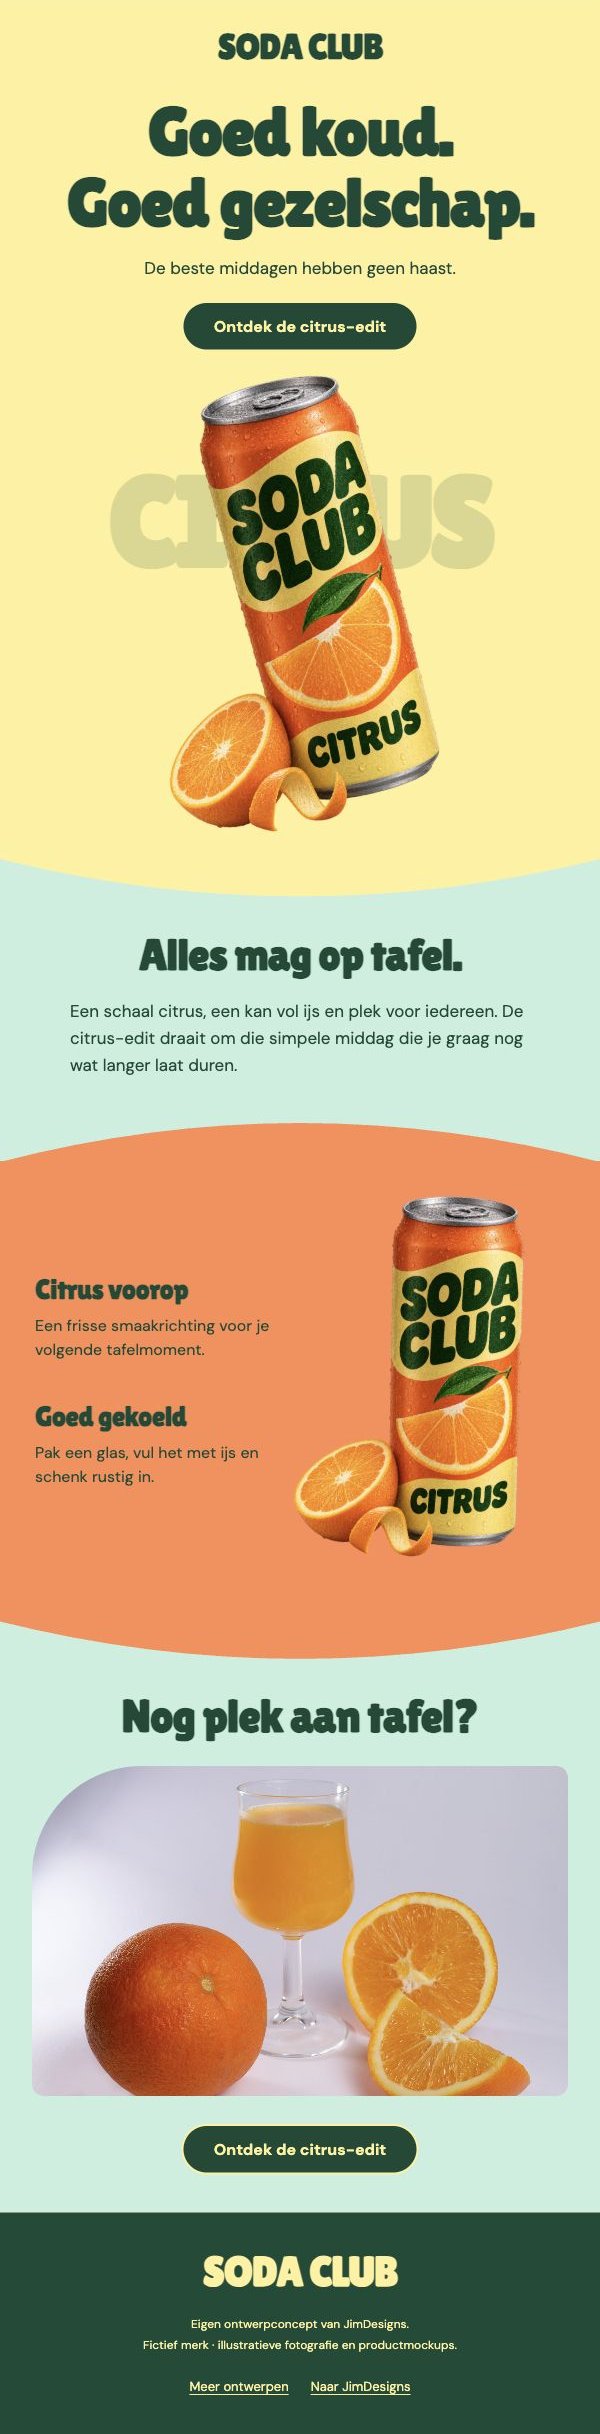 SODA CLUB
Goed koud.
Goed gezelschap.
De beste middagen hebben geen haast.
Ontdek de citrus-edit
SODA
CLUB
CITRUS
Alles mag op tafel.
Een schaal citrus, een kan vol ijs en plek voor iedereen. De
citrus-edit draait om die simpele middag die je graag nog
wat langer laat duren.
Citrus voorop
Een frisse smaakrichting voor je
volgende tafelmoment.
Goed gekoeld
Pak een glas, vul het met ijs en
schenk rustig in.
SODA
CLUB
CITRUS
Nog plek aan tafel?
Ontdek de citrus-edit
SODA CLUB
Eigen ontwerpconcept van JimDesigns.
Fictief merk · illustratieve fotografie en productmockups.
Meer ontwerpen Naar JimDesigns